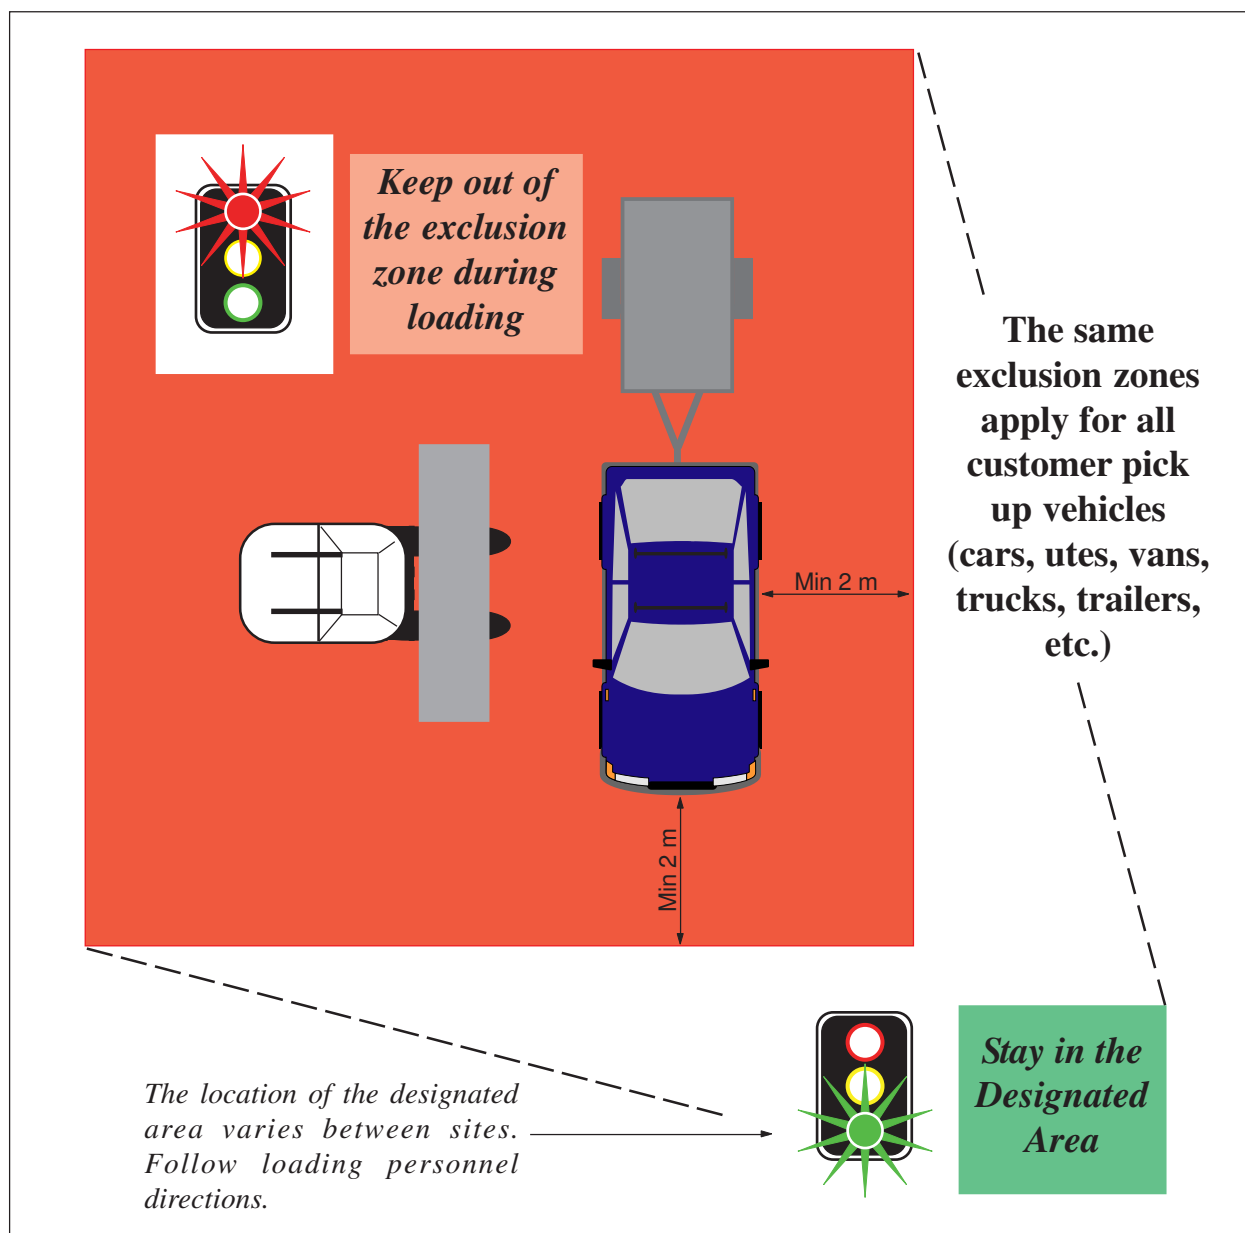 Keep out of
the exclusion
zone during
loading
The same
exclusion zones
apply for all
customer pick
up vehicles
(cars, utes, vans,
trucks, trailers,
etc.)
Min 2 m
Min 2 m
Stay in the
Designated
Area
The location of the designated
area varies between sites.
Follow loading personnel
directions.